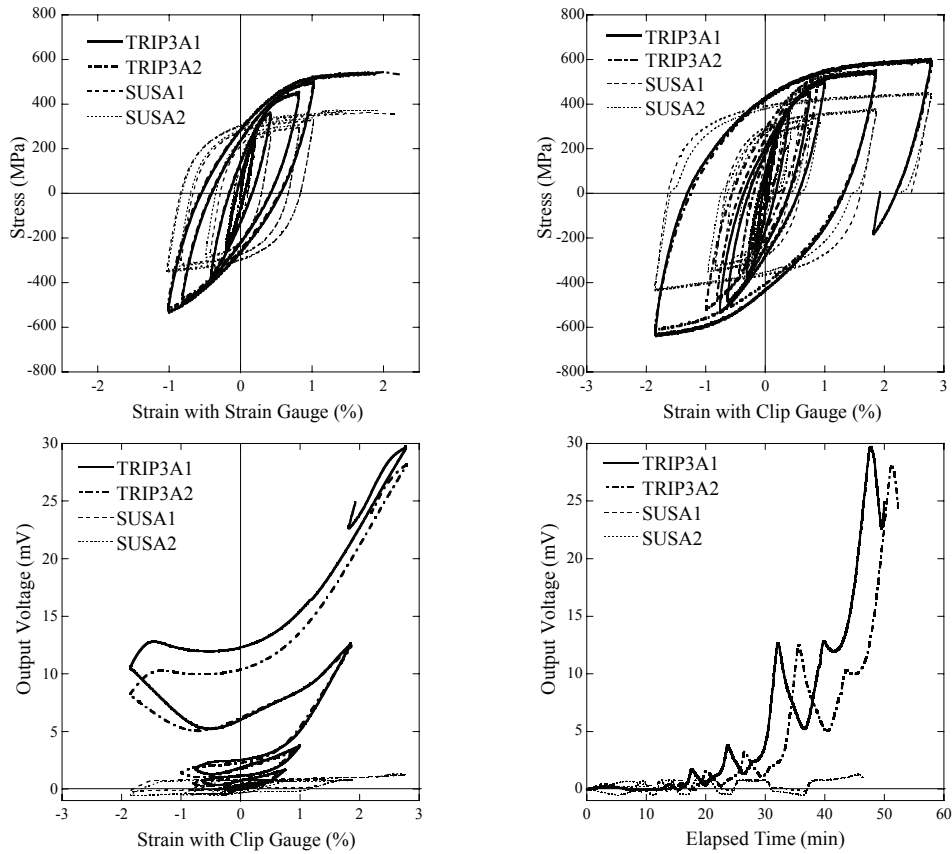 800
600
400
200
0
-200
-400
-600
-800
Stress (MPa)
TRIP3A1
TRIP3A2
SUSA1
SUSA2
-2 -1 0 1 2
Strain with Strain Gauge (%)
800
600
400
200
0
-200
-400
-600
-800
Stress (MPa)
TRIP3A1
TRIP3A2
SUSA1
SUSA2
-3 -2 -1 0 1 2 3
Strain with Clip Gauge (%)
30
25
20
15
10
5
0
Output Voltage (mV)
TRIP3A1
TRIP3A2
SUSA1
SUSA2
-3 -2 -1 0 1 2 3
Strain with Clip Gauge (%)
30
25
20
15
10
5
0
Output Voltage (mV)
TRIP3A1
TRIP3A2
SUSA1
SUSA2
0 10 20 30 40 50 60
Elapsed Time (min)